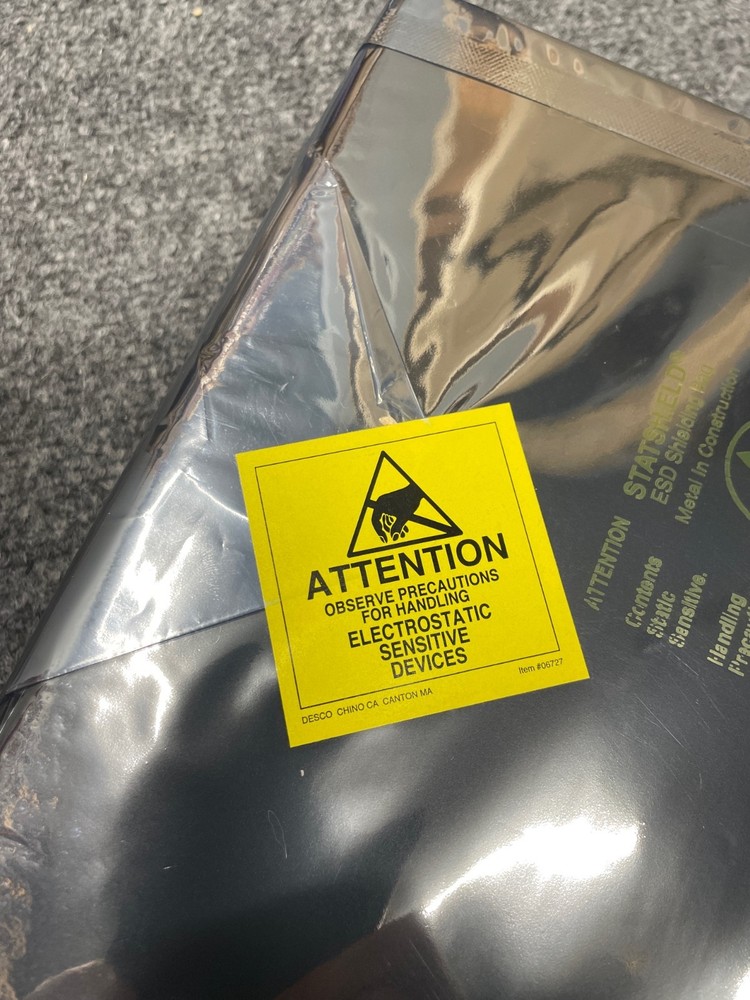 ATTENTION
OBSERVE PRECAUTIONS
FOR HANDLING
ELECTROSTATIC
SENSITIVE
DEVICES
DESCO CHINO CA CANTON MA
Item #06727
ATTENTION
STATSHIELD®
ESD Shielding
Metal in Construction
Contents
Static
Sensitive.
Handling